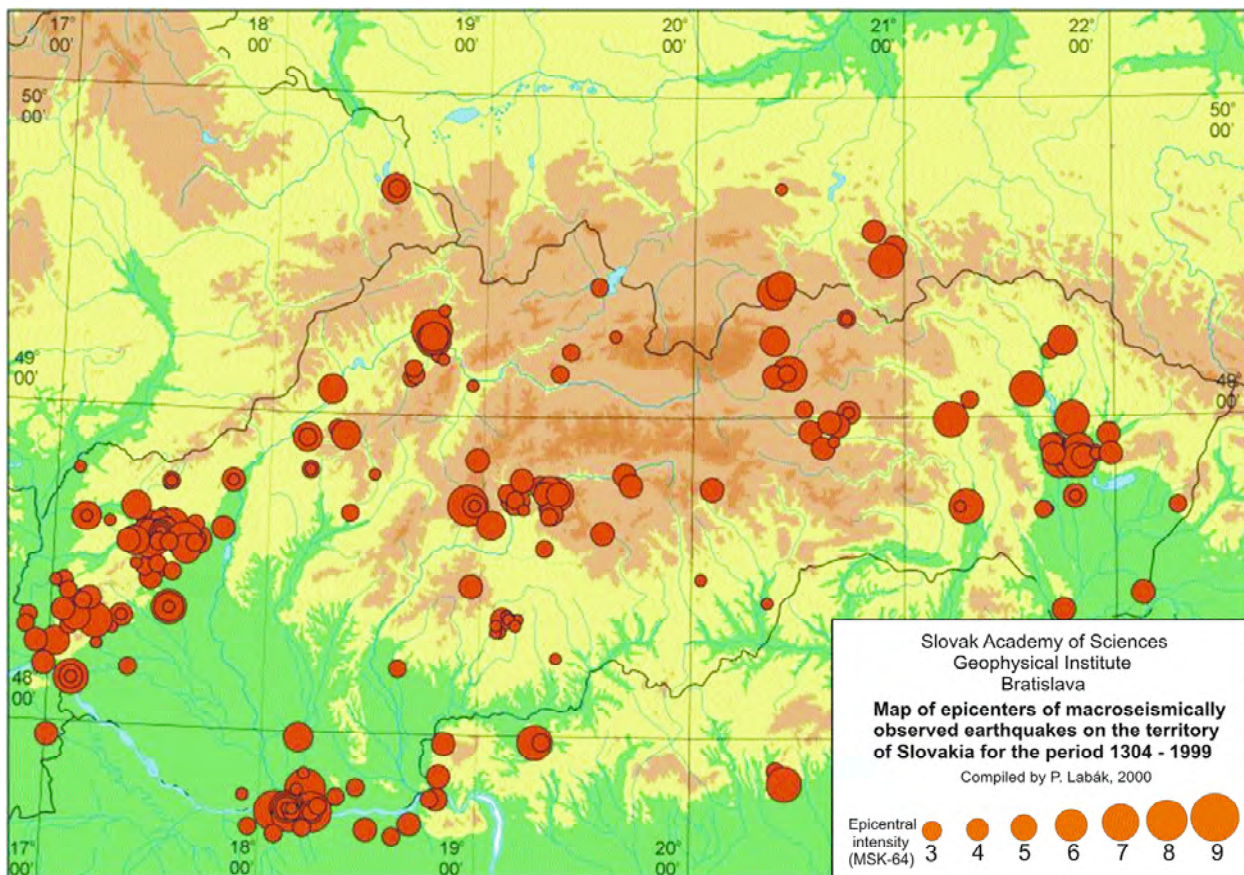 17°
00'
18°
00'
19°
00'
20°
00'
21°
00'
22°
00'
50°
00'
50°
00'
49°
00'
49°
00'
48°
00'
17°
00'
18°
00'
19°
00'
20°
00'
Slovak Academy of Sciences
Geophysical Institute
Bratislava
Map of epicenters of macroseismically
observed earthquakes on the territory
of Slovakia for the period 1304 - 1999
Compiled by P. Labák, 2000
Epicentral
intensity
(MSK-64)
3 4 5 6 7 8 9